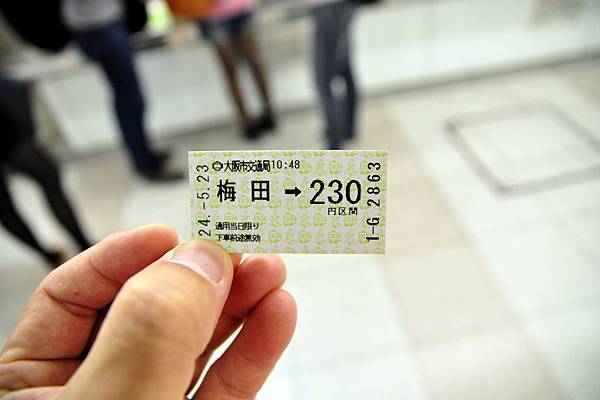 大阪市交通局10:48
梅田→230
円区間
通用当日限り
下車前途無効
24.-5.23
1-G 2863